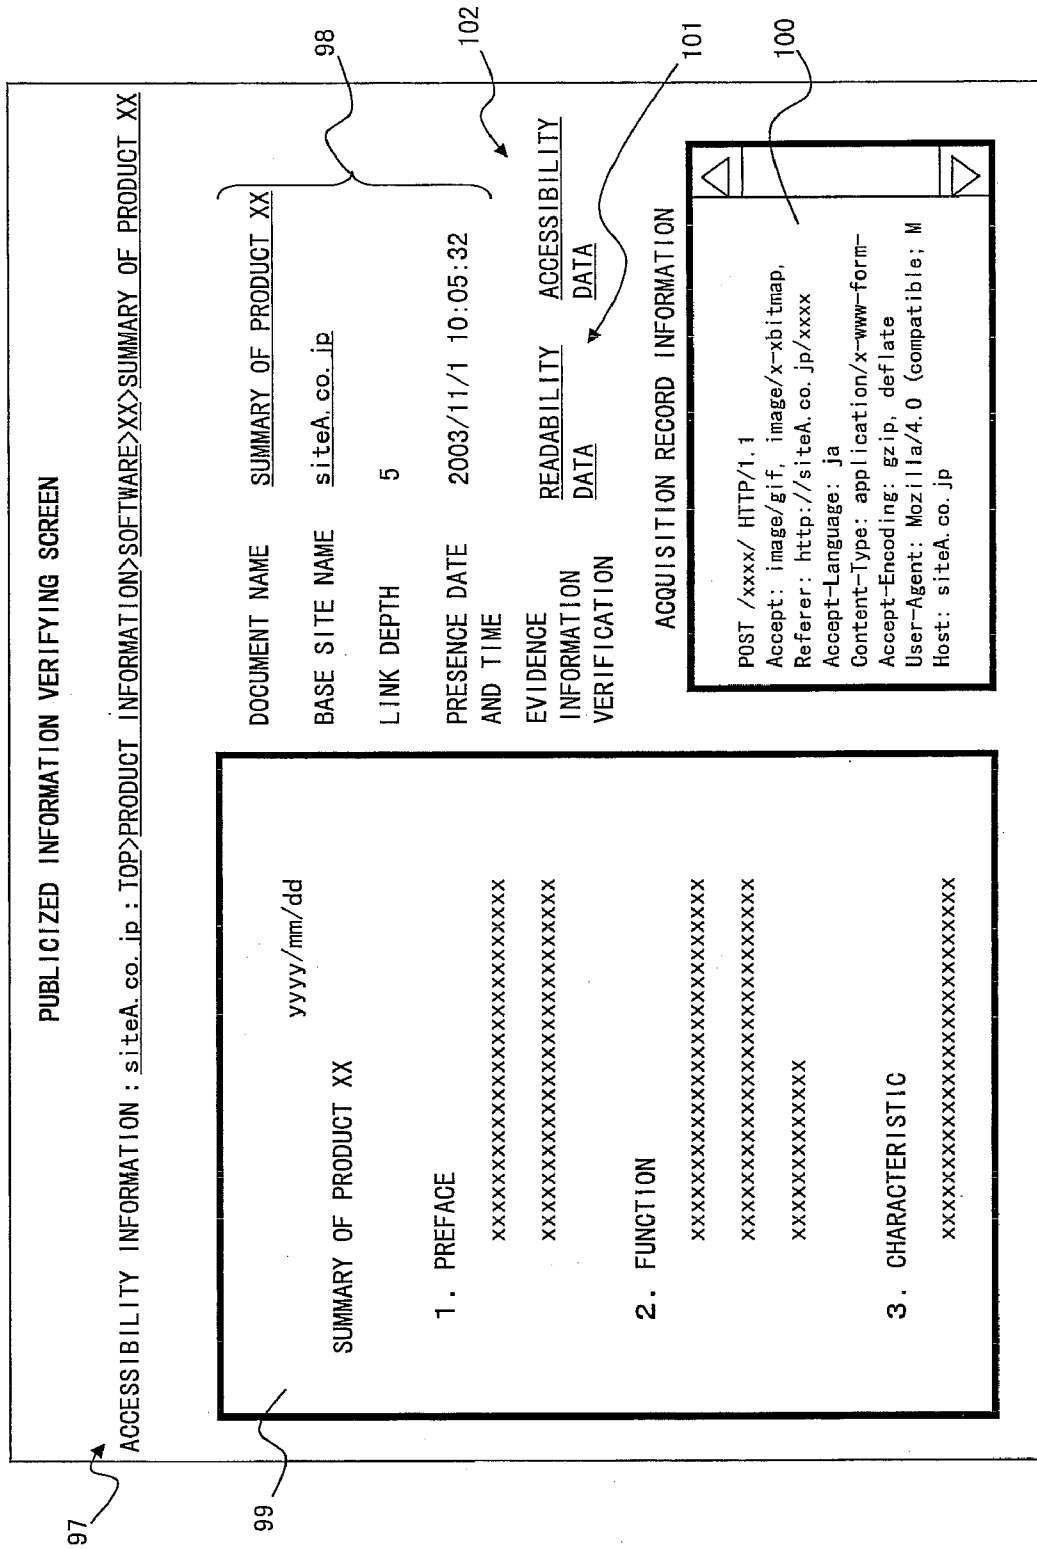 PUBLICIZED INFORMATION VERIFYING SCREEN
97
ACCESSIBILITY INFORMATION : siteA.co.jp : TOP>PRODUCT INFORMATION>SOFTWARE>XX>SUMMARY OF PRODUCT XX
99
yyyy/mm/dd
SUMMARY OF PRODUCT XX
1. PREFACE
xxxxxxxxxxxxxxxxxxxxxxxxxxxxxx
xxxxxxxxxxxxxxxxxxxxxxxxxxxxxx
2. FUNCTION
xxxxxxxxxxxxxxxxxxxxxxxxxxxxxx
xxxxxxxxxxxxxxxxxxxxxxxxxxxxxx
xxxxxxxxxxxxxxx
3. CHARACTERISTIC
xxxxxxxxxxxxxxxxxxxxxxxxxxxxxx
DOCUMENT NAME SUMMARY OF PRODUCT XX
BASE SITE NAME siteA.co.jp
LINK DEPTH 5
PRESENCE DATE AND TIME 2003/11/1 10:05:32
98
EVIDENCE INFORMATION VERIFICATION
READABILITY DATA
ACCESSIBILITY DATA
102
101
ACQUISITION RECORD INFORMATION
POST /xxxx/ HTTP/1.1
Accept: image/gif, image/x-xbitmap,
Referer: http://siteA.co.jp/xxxx
Accept-Language: ja
Content-Type: application/x-www-form-
Accept-Encoding: gzip, deflate
User-Agent: Mozilla/4.0 (compatible; M
Host: siteA.co.jp
100